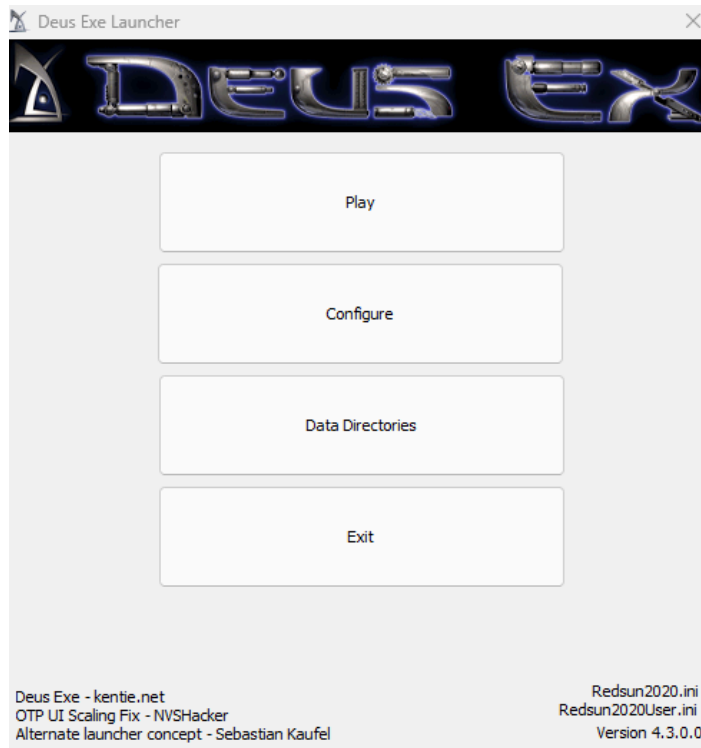 Deus Exe Launcher
DEUS EX
Play
Configure
Data Directories
Exit
Deus Exe - kentie.net
OTP UI Scaling Fix - NVSHacker
Alternate launcher concept - Sebastian Kaufel
Redsun2020.ini
Redsun2020User.ini
Version 4.3.0.0